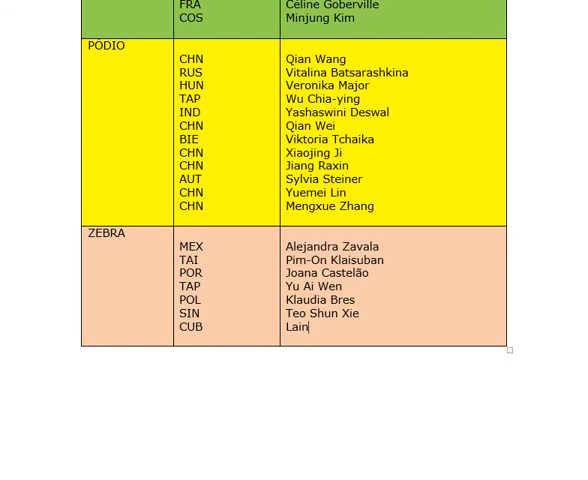 FRA Céline Goberville
COS Minjung Kim
PÓDIO
CHN Qian Wang
RUS Vitalina Batsarashkina
HUN Veronika Major
TAP Wu Chia-ying
IND Yashaswini Deswal
CHN Qian Wei
BIE Viktoria Tchaika
CHN Xiaojing Ji
CHN Jiang Raxin
AUT Sylvia Steiner
CHN Yuemei Lin
CHN Mengxue Zhang
ZEBRA
MEX Alejandra Zavala
TAI Pim-On Klaisuban
POR Joana Castelão
TAP Yu Ai Wen
POL Klaudia Bres
SIN Teo Shun Xie
CUB Lain